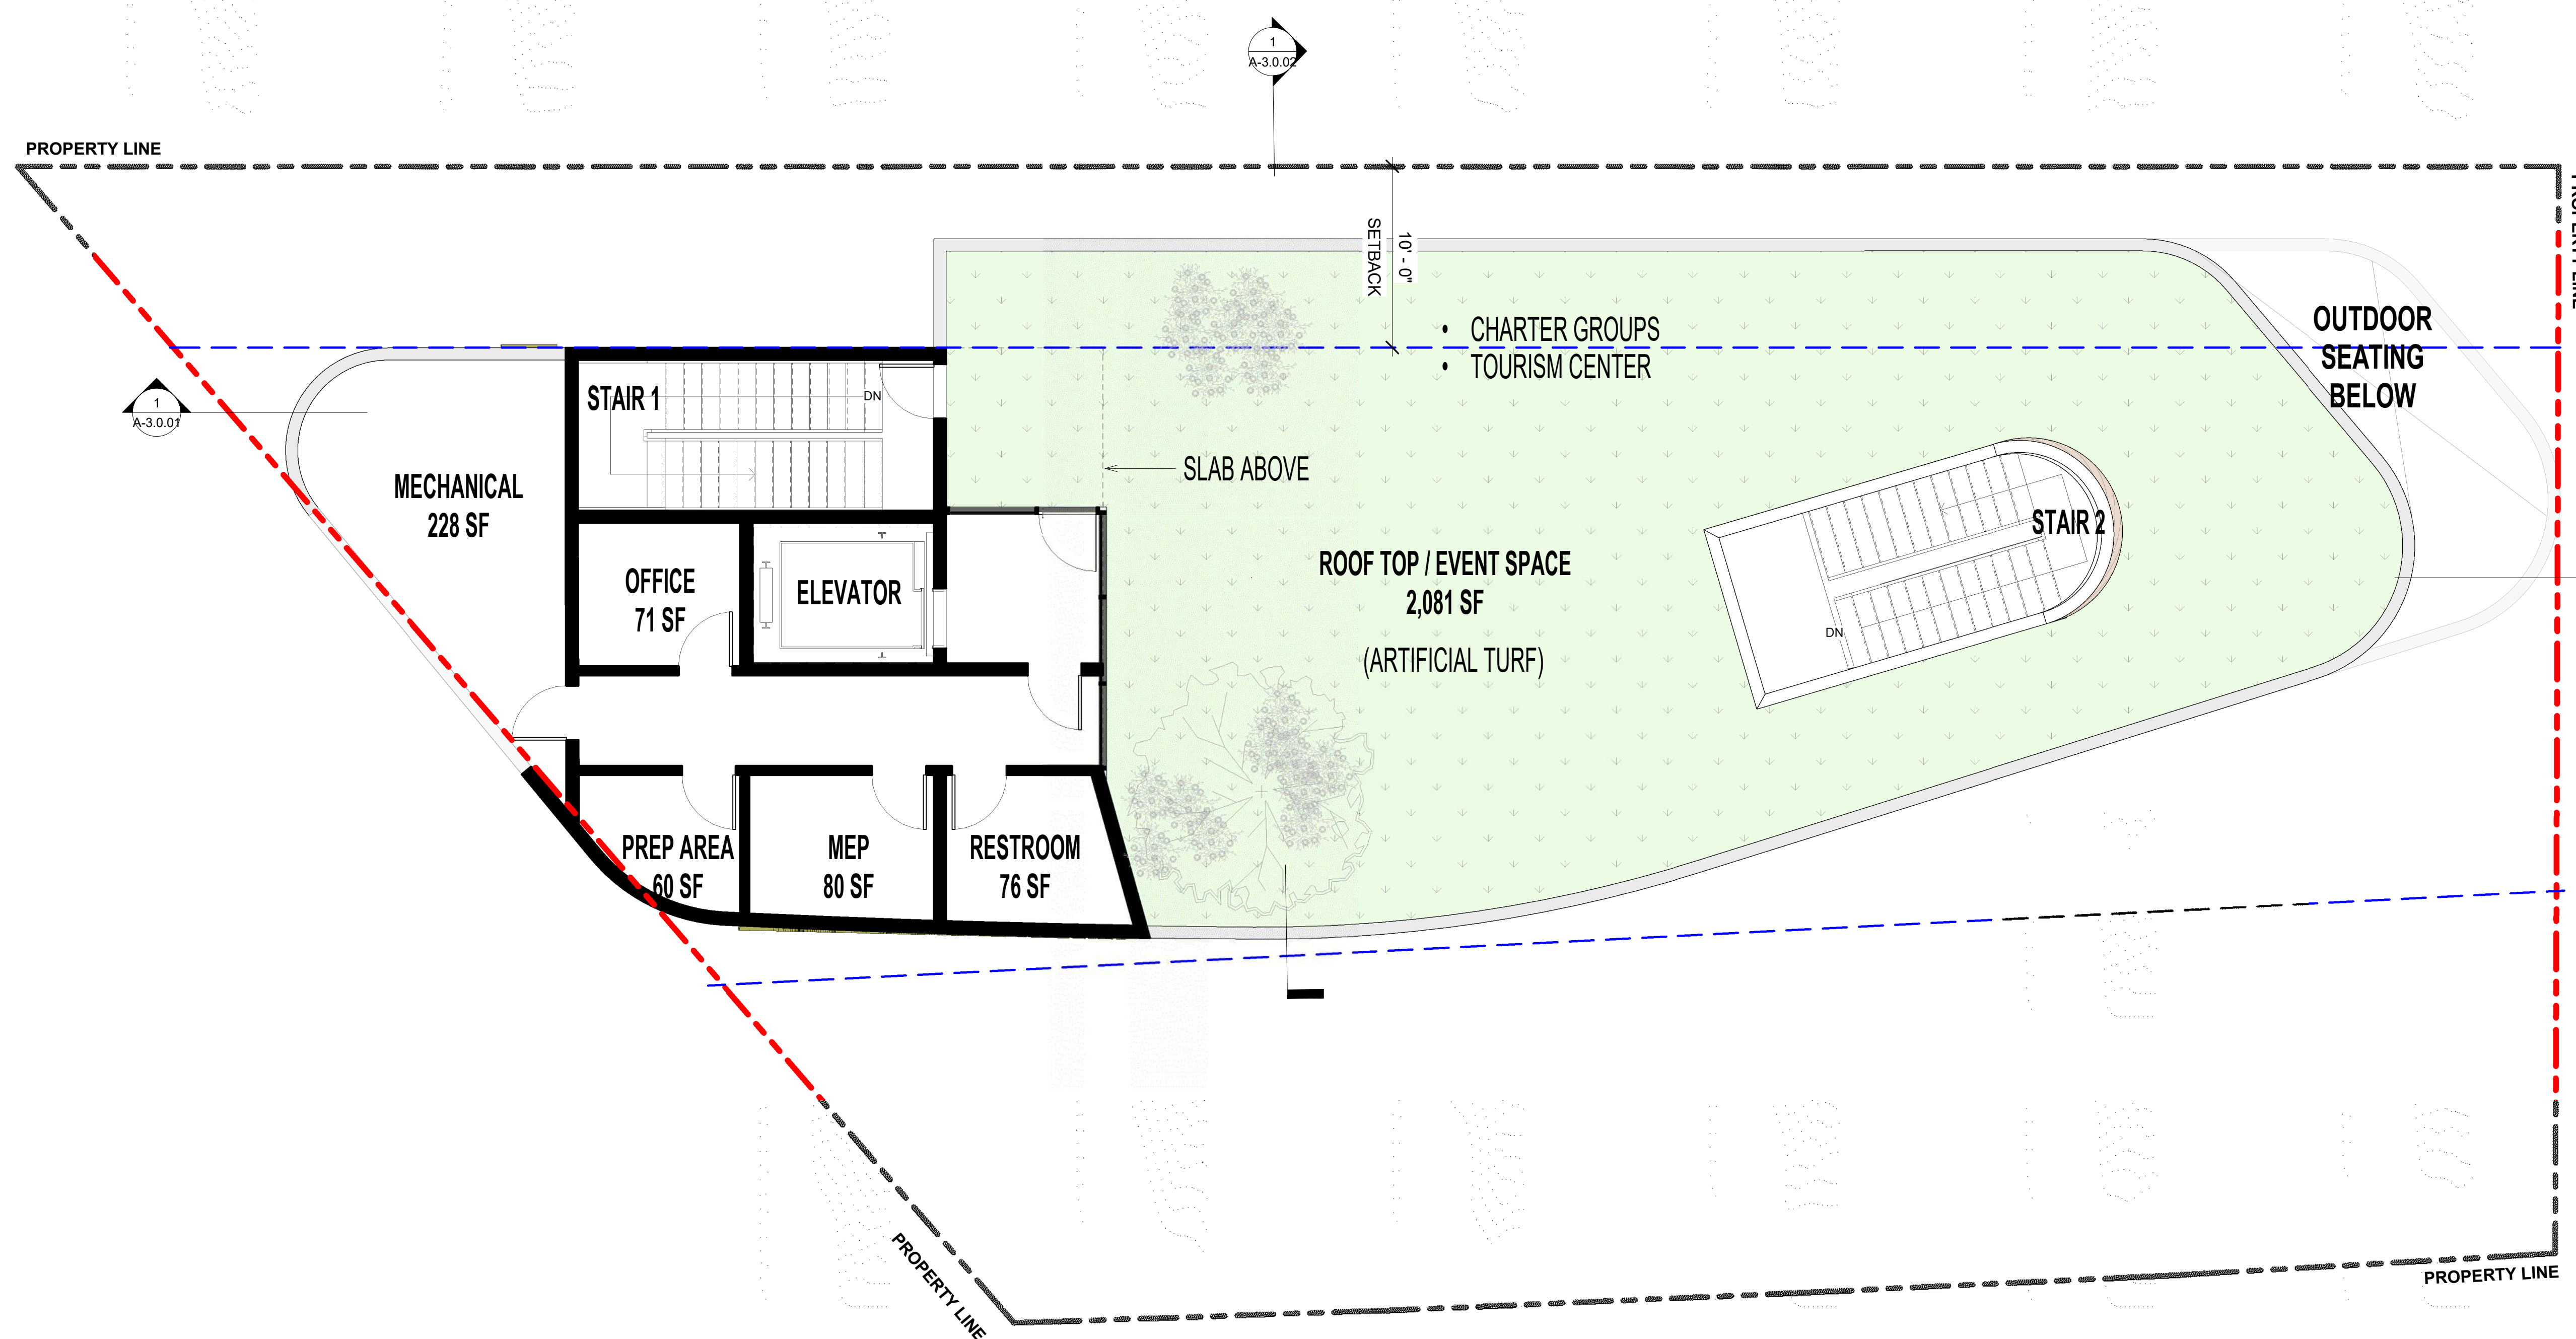 1
A-3.0.02
PROPERTY LINE
PROPERTY LINE
10' - 0"
SETBACK
• CHARTER GROUPS
• TOURISM CENTER
OUTDOOR
SEATING
BELOW
1
A-3.0.01
STAIR 1
DN
SLAB ABOVE
MECHANICAL
228 SF
OFFICE
71 SF
ELEVATOR
ROOF TOP / EVENT SPACE
2,081 SF
(ARTIFICIAL TURF)
STAIR 2
DN
PREP AREA
60 SF
MEP
80 SF
RESTROOM
76 SF
PROPERTY LINE
PROPERTY LINE